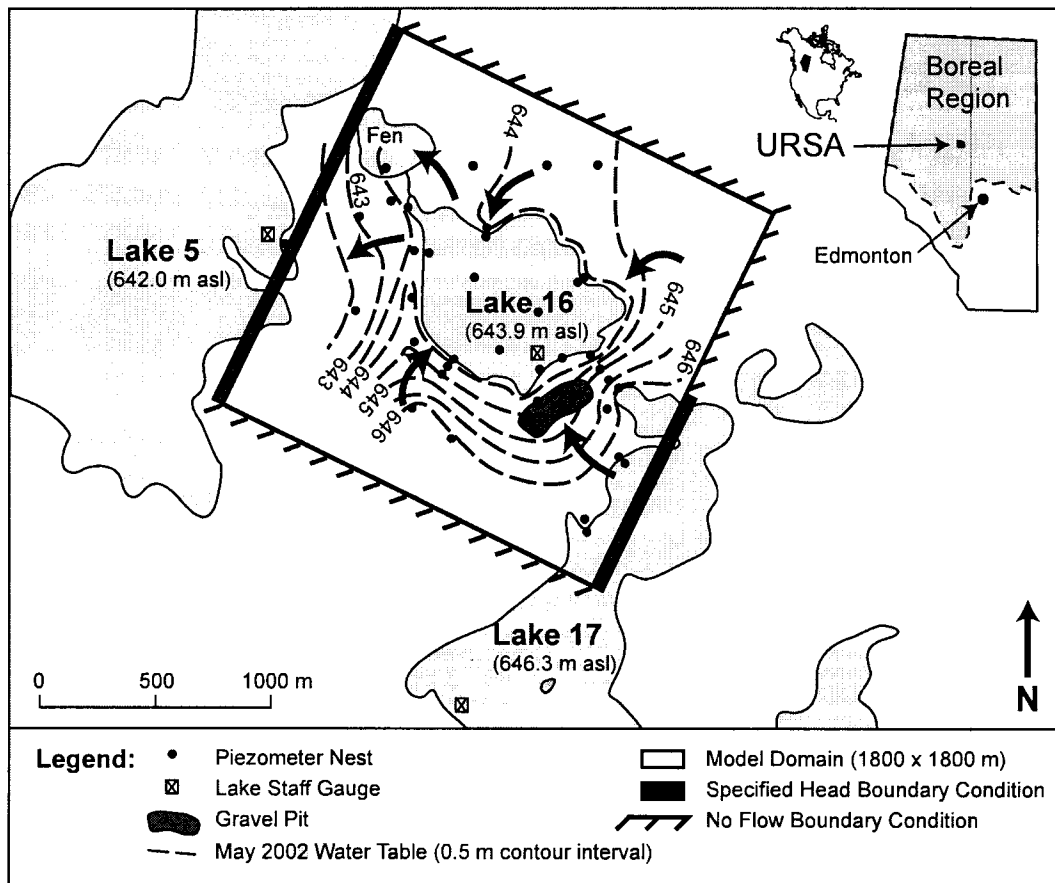 Boreal
Region
URSA
Edmonton
Fen
644
643
Lake 5
(642.0 m asl)
Lake 16
(643.9 m asl)
645
646
643
644
645
646
Lake 17
(646.3 m asl)
0 500 1000 m
N
Legend:
Piezometer Nest
Lake Staff Gauge
Gravel Pit
May 2002 Water Table (0.5 m contour interval)
Model Domain (1800 x 1800 m)
Specified Head Boundary Condition
No Flow Boundary Condition